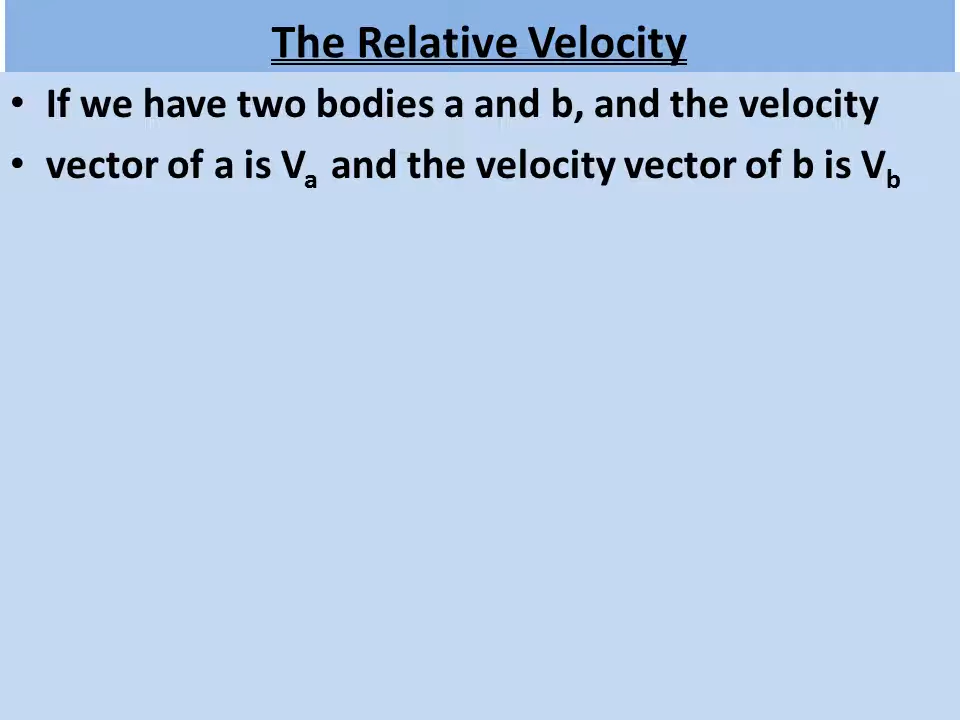 The Relative Velocity
• If we have two bodies a and b, and the velocity
• vector of a is Va and the velocity vector of b is Vb